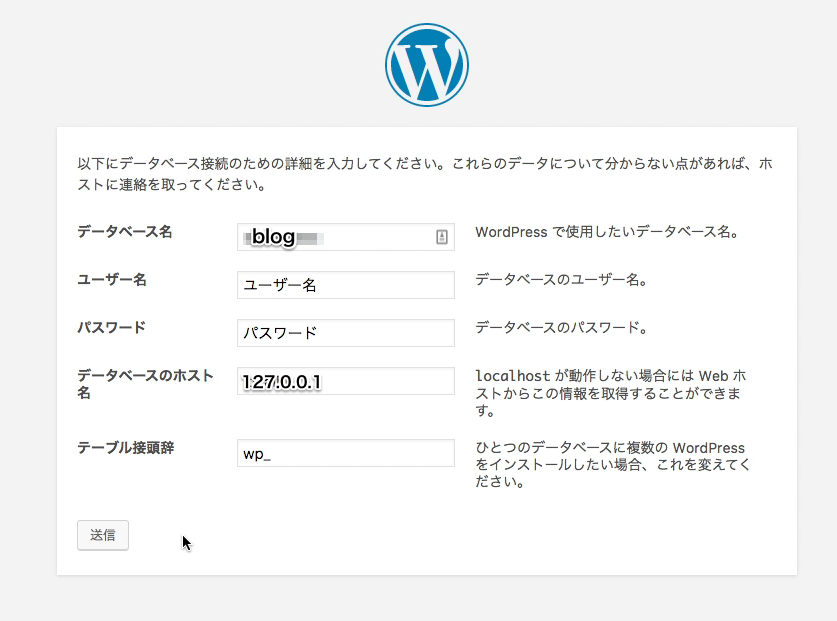 以下にデータベース接続のための詳細を入力してください。これらのデータについて分からない点があれば、ホ
ストに連絡を取ってください。
データベース名
blog
WordPress で使用したいデータベース名。
ユーザー名
ユーザー名
データベースのユーザー名。
パスワード
パスワード
データベースのパスワード。
データベースのホスト
名
127.0.0.1
localhost が動作しない場合には Web ホ
ストからこの情報を取得することができま
す。
テーブル接頭辞
wp_
ひとつのデータベースに複数の WordPress
をインストールしたい場合、これを変えてく
ださい。
送信